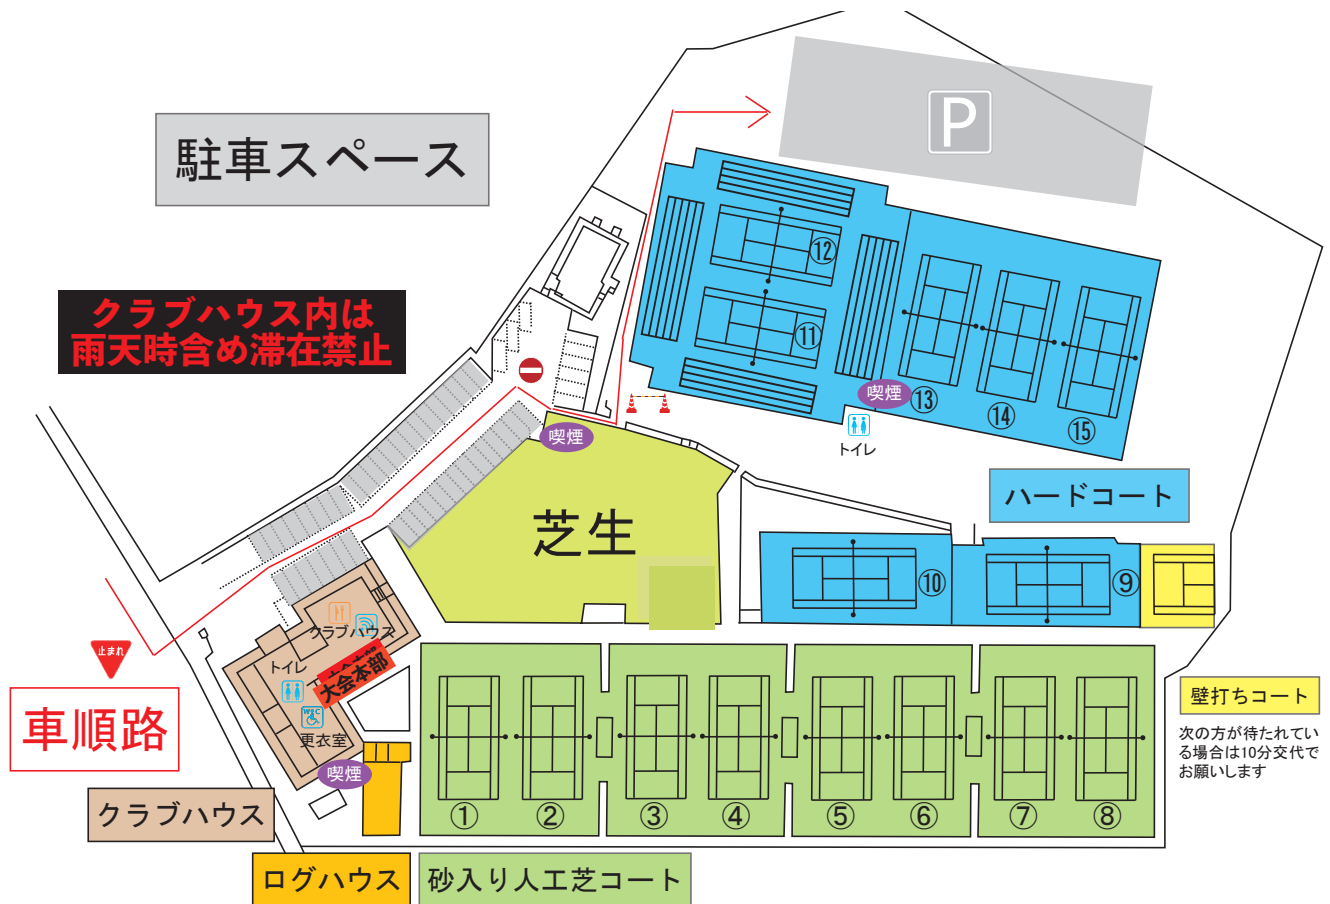 P
駐車スペース
クラブハウス内は
雨天時含め滞在禁止
⑫
⑪
喫煙
⑬
⑭
⑮
トイレ
喫煙
ハードコート
芝生
⑩
⑨
クラブハウス
止まれ
トイレ
大会本部
WC
更衣室
車順路
喫煙
壁打ちコート
次の方が待たれてい
る場合は10分交代で
お願いします
①
②
③
④
⑤
⑥
⑦
⑧
クラブハウス
ログハウス
砂入り人工芝コート